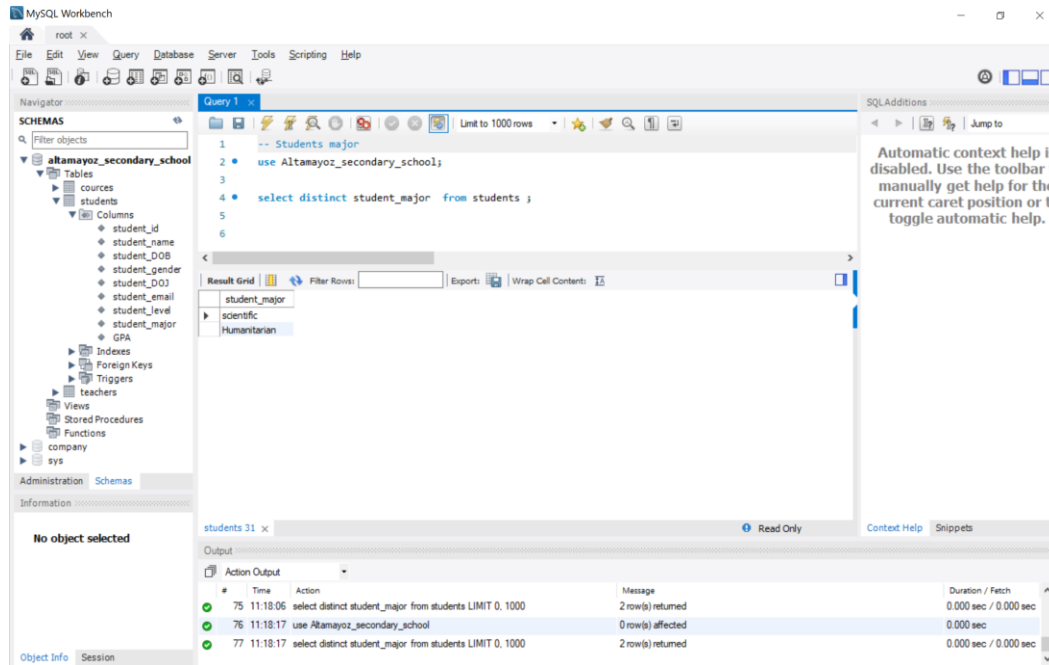 MySQL Workbench
root
File Edit View Query Database Server Tools Scripting Help
Navigator
SCHEMAS
Filter objects
altamayoz_secondary_school
Tables
cources
students
Columns
student_id
student_name
student_DOB
student_gender
student_DOJ
student_email
student_level
student_major
GPA
Indexes
Foreign Keys
Triggers
teachers
Views
Stored Procedures
Functions
company
sys
Administration Schemas
Information
No object selected
Object Info Session
Query 1
Limit to 1000 rows
1 -- Students major
2 use Altamayoz_secondary_school;
3
4 select distinct student_major from students ;
5
6
Result Grid Filter Rows: Export: Wrap Cell Content:
student_major
scientific
Humanitarian
students 31 Read Only
Output
Action Output
# Time Action Message Duration / Fetch
75 11:18:06 select distinct student_major from students LIMIT 0, 1000 2 row(s) returned 0.000 sec / 0.000 sec
76 11:18:17 use Altamayoz_secondary_school 0 row(s) affected 0.000 sec
77 11:18:17 select distinct student_major from students LIMIT 0, 1000 2 row(s) returned 0.000 sec / 0.000 sec
SQLAdditions
Jump to
Automatic context help i
disabled. Use the toolbar
manually get help for the
current caret position or t
toggle automatic help.
Context Help Snippets